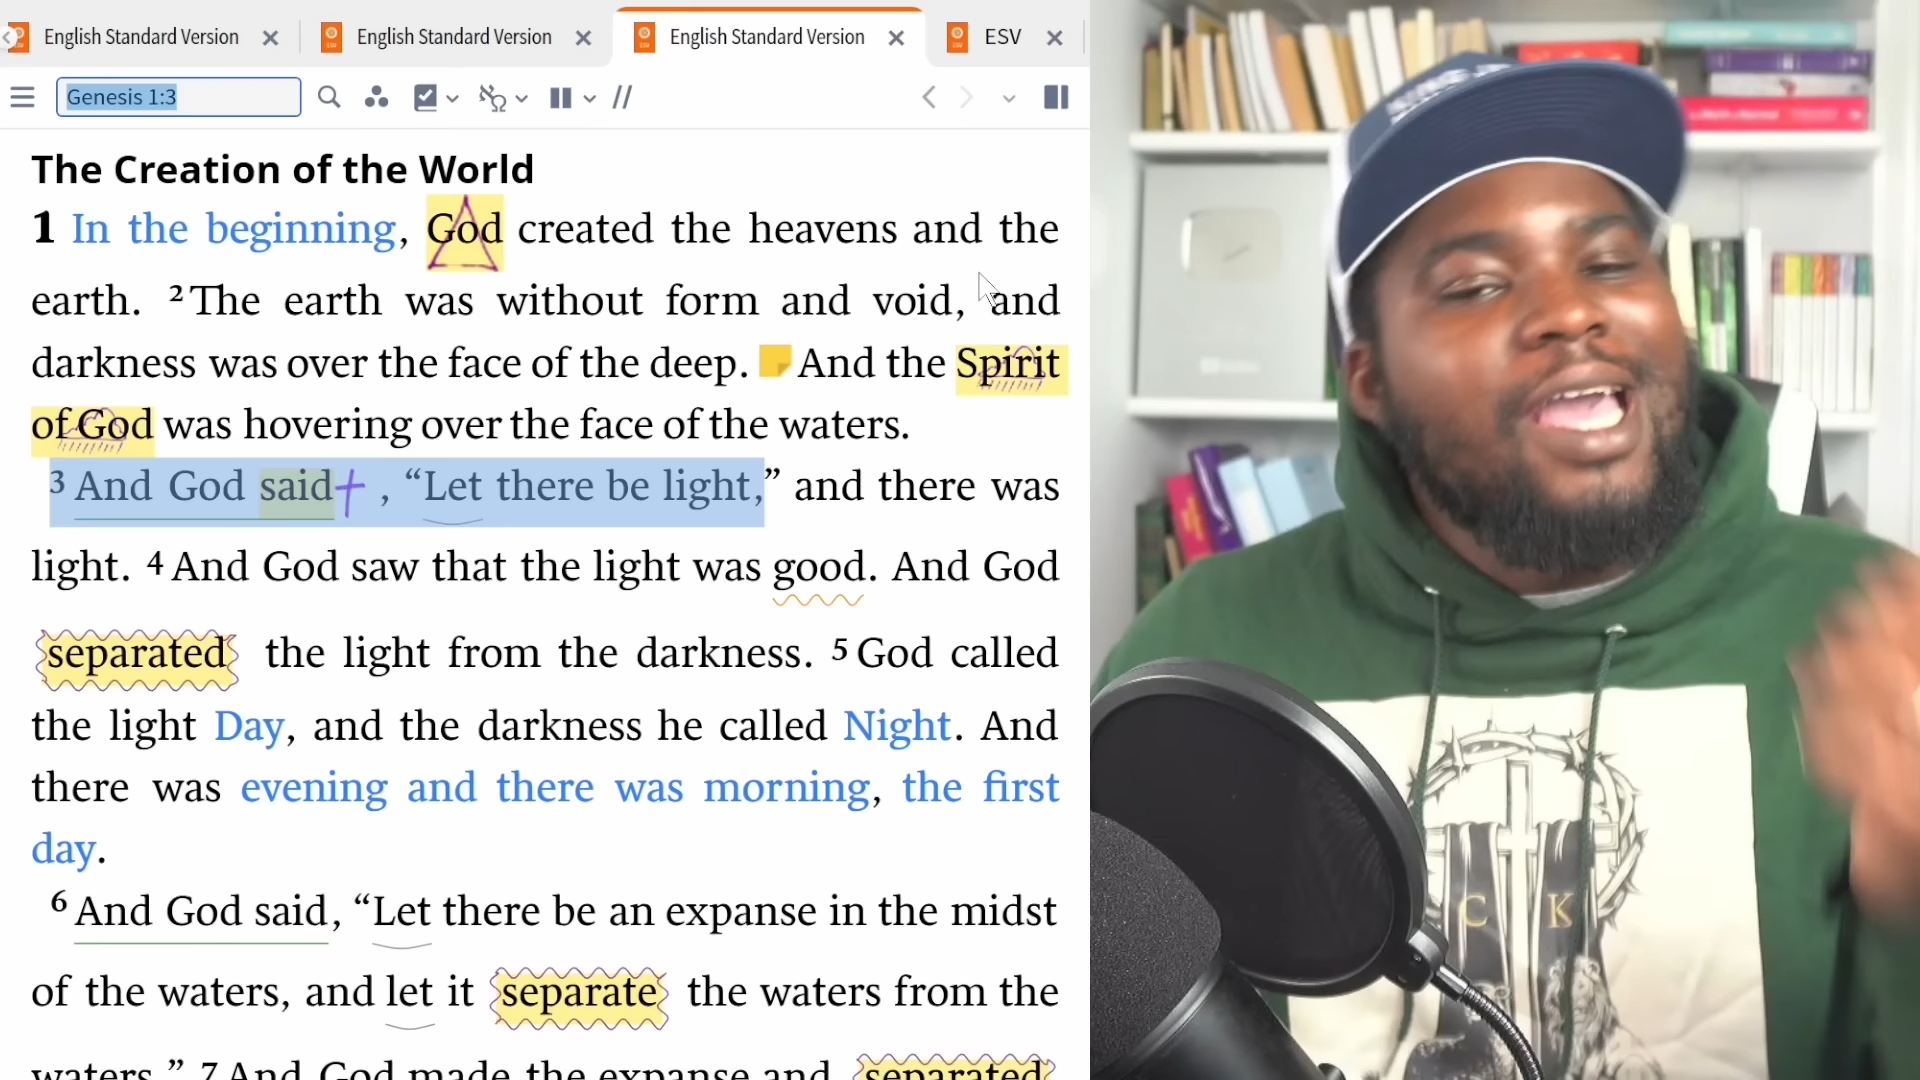 English Standard Version
English Standard Version
English Standard Version
ESV
Genesis 1:3
The Creation of the World
1 In the beginning, God created the heavens and the
earth. 2 The earth was without form and void, and
darkness was over the face of the deep. And the Spirit
of God was hovering over the face of the waters.
3 And God said , “Let there be light,” and there was
light. 4 And God saw that the light was good. And God
separated the light from the darkness. 5 God called
the light Day, and the darkness he called Night. And
there was evening and there was morning, the first
day.
6 And God said, “Let there be an expanse in the midst
of the waters, and let it separate the waters from the
waters.” 7 And God made the expanse and separated
C K